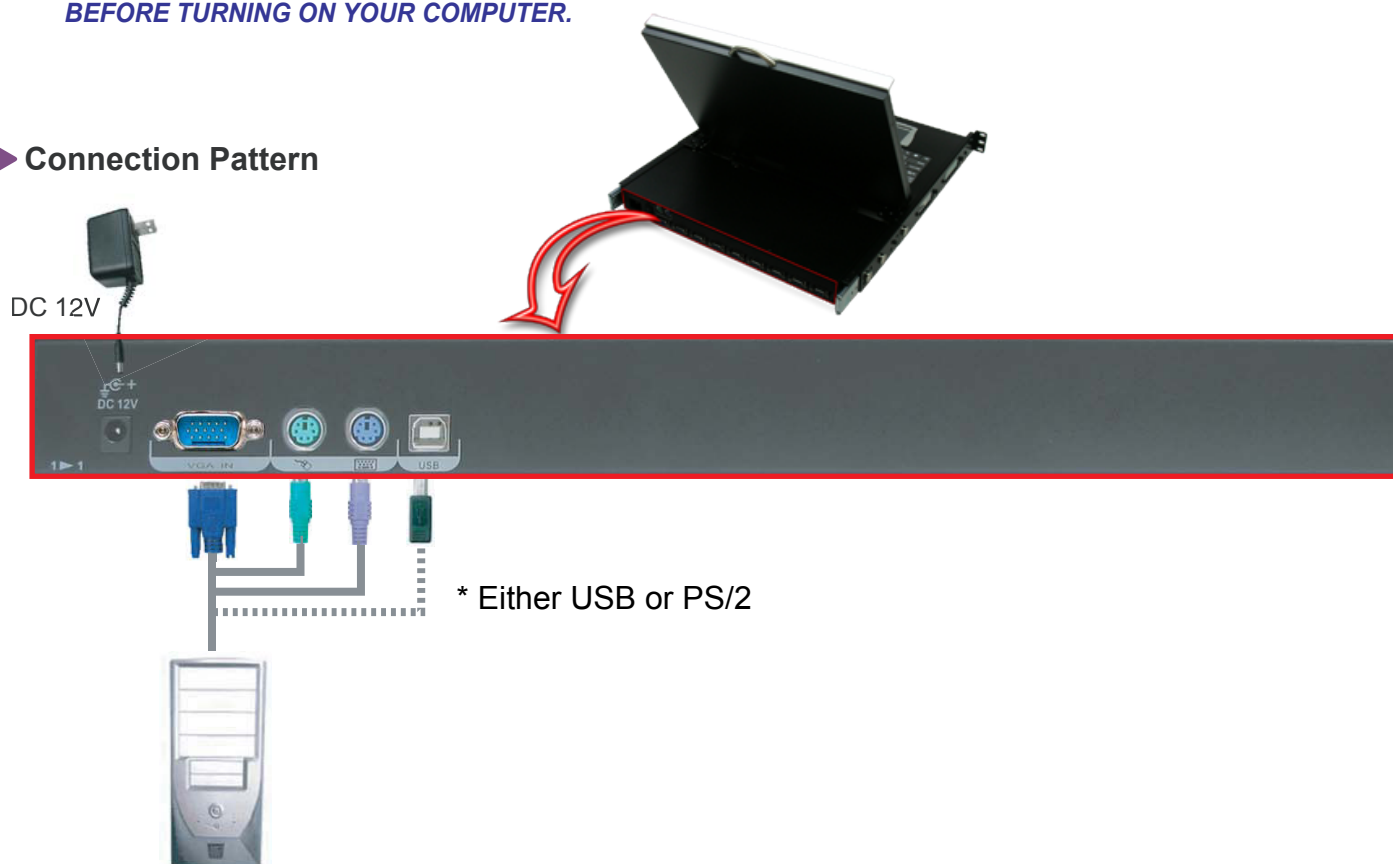 BEFORE TURNING ON YOUR COMPUTER.
Connection Pattern
DC 12V
DC 12V
1►1
VGA IN
USB
* Either USB or PS/2